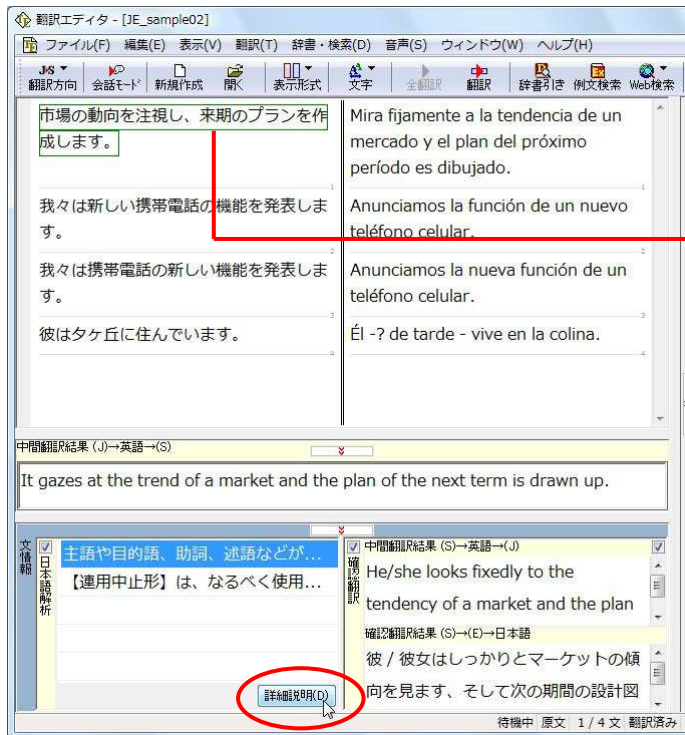 翻訳エディタ - [JE_sample02]
ファイル(F) 編集(E) 表示(V) 翻訳(T) 辞書・検索(D) 音声(S) ウィンドウ(W) ヘルプ(H)
J-S
翻訳方向 会話モード 新規作成 開く 表示形式 文字 全翻訳 翻訳 辞書引き 例文検索 Web検索
市場の動向を注視し、来期のプランを作
成します。
1
Mira fijamente a la tendencia de un
mercado y el plan del próximo
período es dibujado.
1
我々は新しい携帯電話の機能を発表しま
す。
2
Anunciamos la función de un nuevo
teléfono celular.
2
我々は携帯電話の新しい機能を発表しま
す。
3
Anunciamos la nueva función de un
teléfono celular.
3
彼は夕ヶ丘に住んでいます。
4
Él -? de tarde - vive en la colina.
4
中間翻訳結果 (J)→英語→(S)
It gazes at the trend of a market and the plan of the next term is drawn up.
文情報
日本語解析
主語や目的語、助詞、述語などが...
【連用中止形】は、なるべく使用...
詳細説明(D)
確認翻訳
中間翻訳結果 (S)→英語→(J)
He/she looks fixedly to the
tendency of a market and the plan
確認翻訳結果 (S)→(E)→日本語
彼 / 彼女はしっかりとマーケットの傾
向を見ます、そして次の期間の設計図
待機中 原文 1 / 4 文 翻訳済み